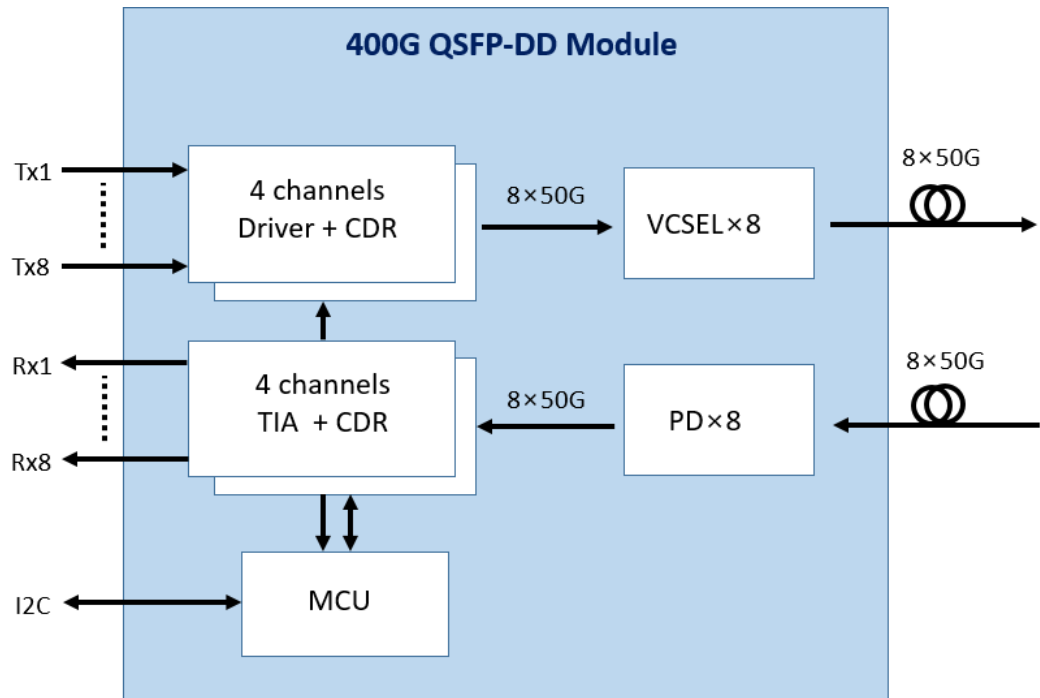 400G QSFP-DD Module
Tx1
Tx8
4 channels
Driver + CDR
8×50G
VCSEL×8
8×50G
Rx1
Rx8
4 channels
TIA + CDR
8×50G
PD×8
8×50G
I2C
MCU